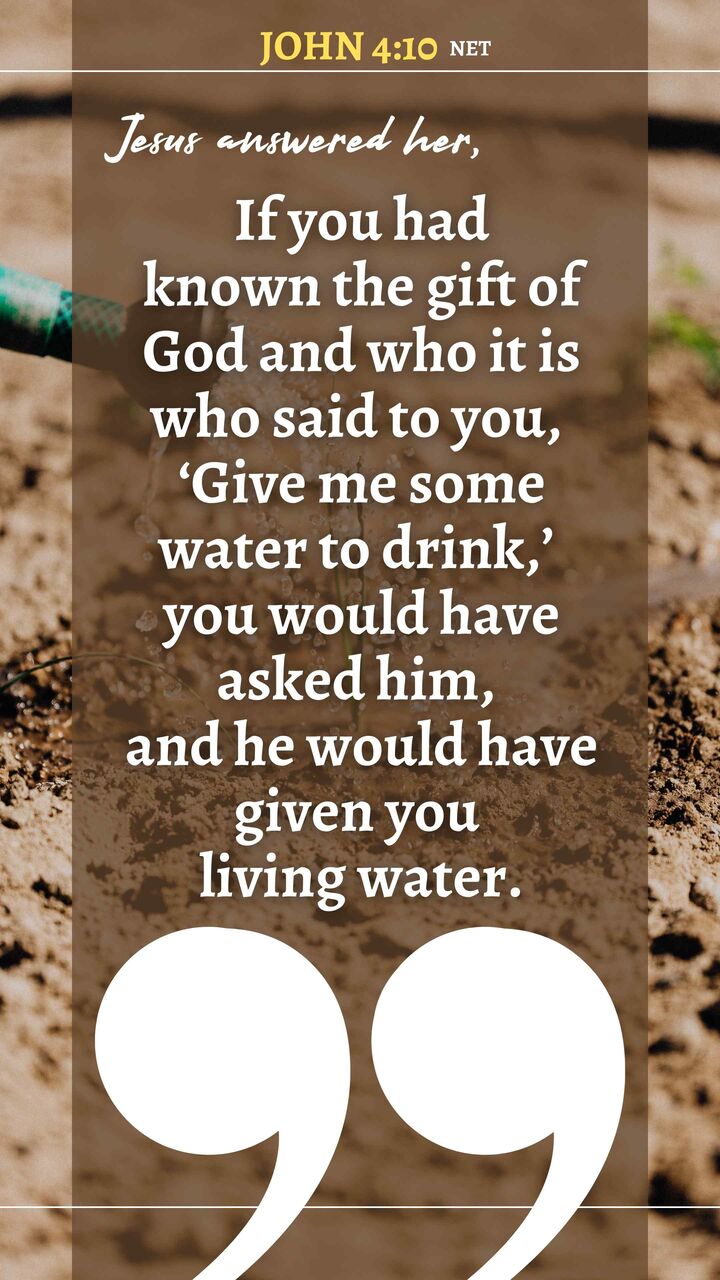 JOHN 4:10 NET
Jesus answered her,
If you had
known the gift of
God and who it is
who said to you,
‘Give me some
water to drink,’
you would have
asked him,
and he would have
given you
living water.
”